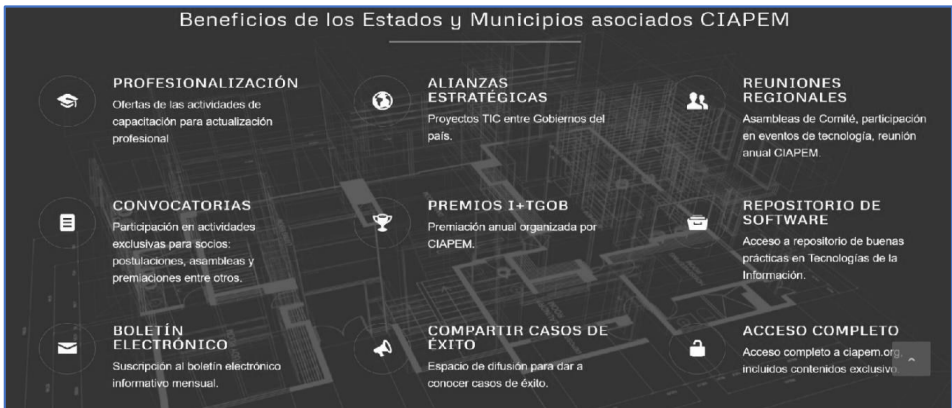 Beneficios de los Estados y Municipios asociados CIAPEM
PROFESIONALIZACIÓN
Ofertas de las actividades de
capacitación para actualización
profesional
ALIANZAS
ESTRATÉGICAS
Proyectos TIC entre Gobiernos del
país.
REUNIONES
REGIONALES
Asambleas de Comité, participación
en eventos de tecnología, reunión
anual CIAPEM.
CONVOCATORIAS
Participación en actividades
exclusivas para socios:
postulaciones, asambleas y
premiaciones entre otros.
PREMIOS I+TGOB
Premiación anual organizada por
CIAPEM.
REPOSITORIO DE
SOFTWARE
Acceso a repositorio de buenas
prácticas en Tecnologías de la
Información.
BOLETÍN
ELECTRÓNICO
Suscripción al boletín electrónico
informativo mensual.
COMPARTIR CASOS DE
ÉXITO
Espacio de difusión para dar a
conocer casos de éxito.
ACCESO COMPLETO
Acceso completo a ciapem.org,
incluidos contenidos exclusivo.